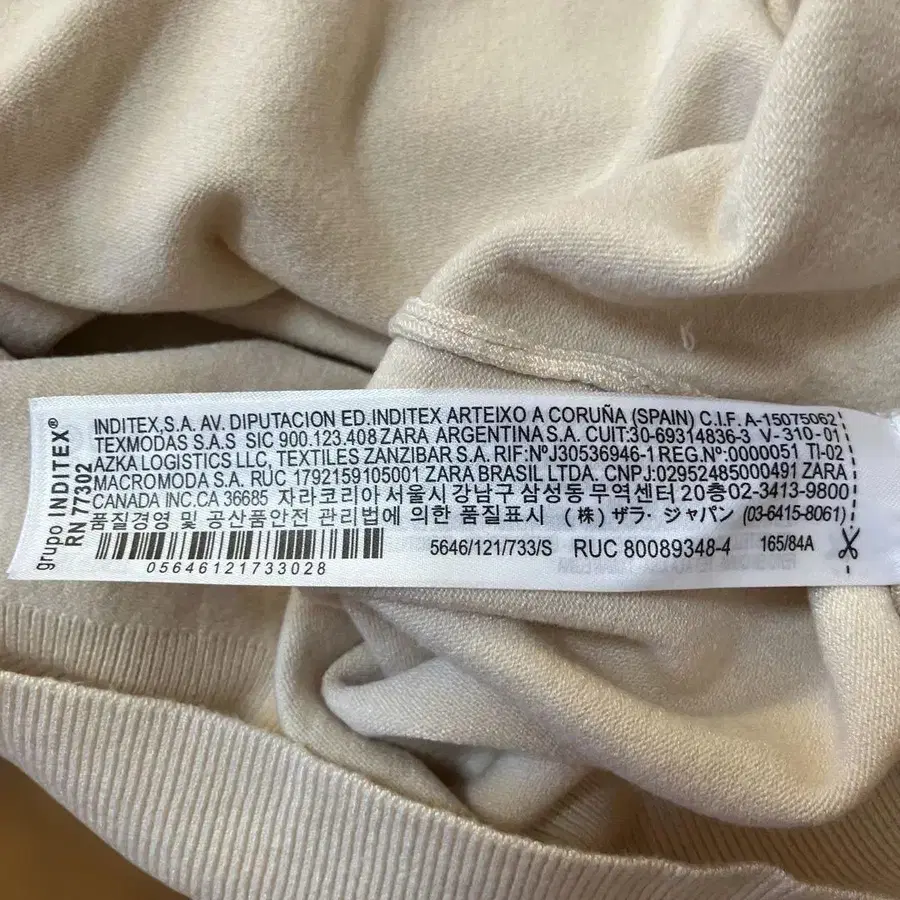 grupo INDITEX®
RN 77302
INDITEX,S.A. AV. DIPUTACION ED.INDITEX ARTEIXO A CORUÑA (SPAIN) C.I.F. A-15075062
TEXMODAS S.A.S SIC 900.123.408 ZARA ARGENTINA S.A. CUIT:30-69314836-3 V-310-01
AZKA LOGISTICS LLC, TEXTILES ZANZIBAR S.A. RIF:NºJ30536946-1 REG.Nº:0000051 TI-02
MACROMODA S.A. RUC 1792159105001 ZARA BRASIL LTDA. CNPJ:02952485000491 ZARA
CANADA INC.CA 36685 자라코리아 서울시 강남구 삼성동 무역센터 20층 02-3413-9800
품질경영 및 공산품안전 관리법에 의한 품질표시 (株) ザラ・ジャパン (03-6415-8061)
05646121733028
5646/121/733/S RUC 80089348-4 165/84A